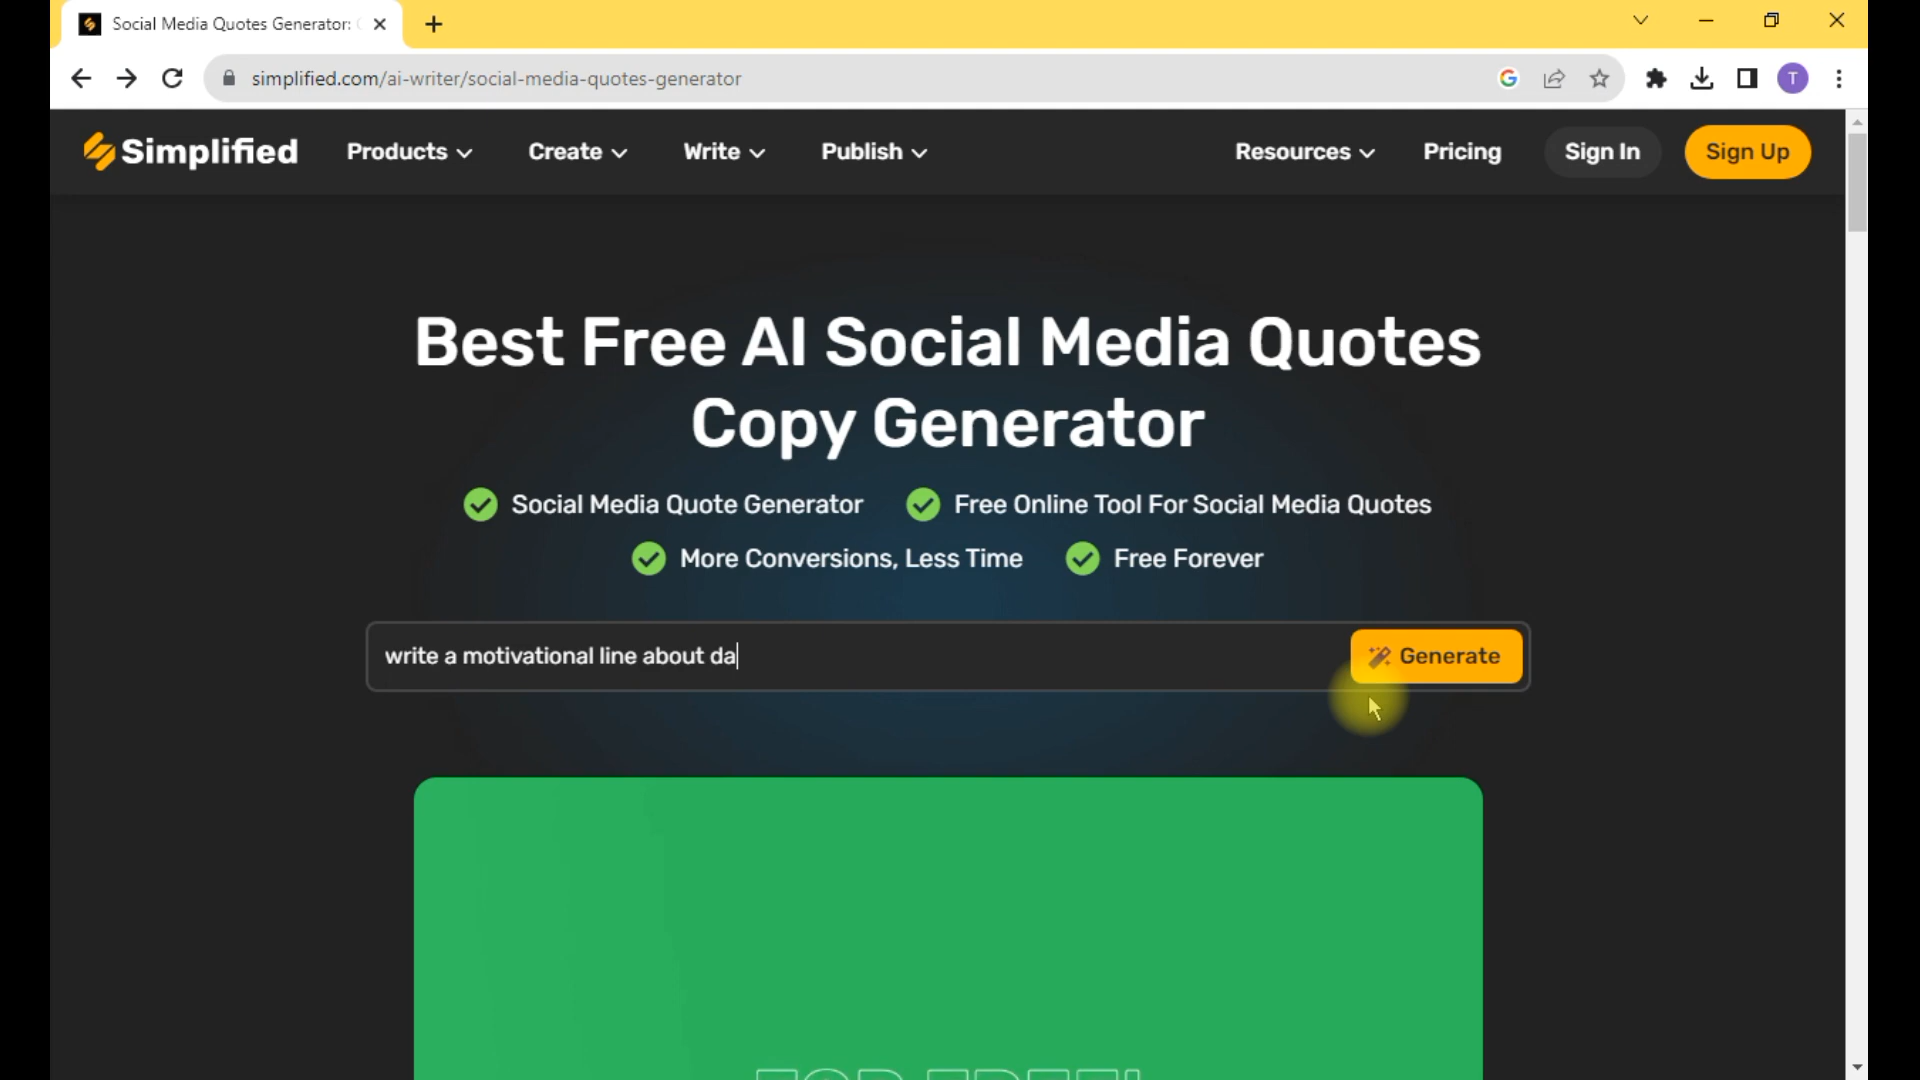 Social Media Quotes Generator:
simplified.com/ai-writer/social-media-quotes-generator
T
Simplified
Products
Create
Write
Publish
Resources
Pricing
Sign In
Sign Up
Best Free AI Social Media Quotes
Copy Generator
Social Media Quote Generator
Free Online Tool For Social Media Quotes
More Conversions, Less Time
Free Forever
write a motivational line about da
Generate
FOR FREE!